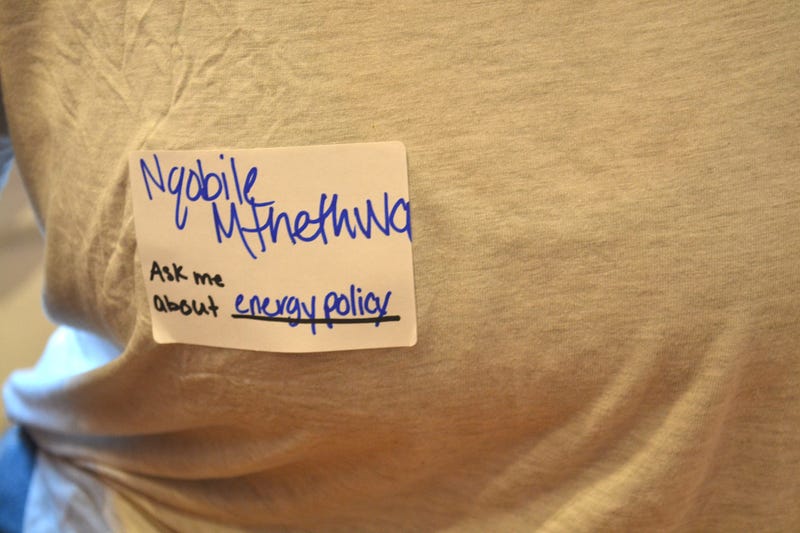 Nqobile
Mthethwa
Ask me
about energy policy